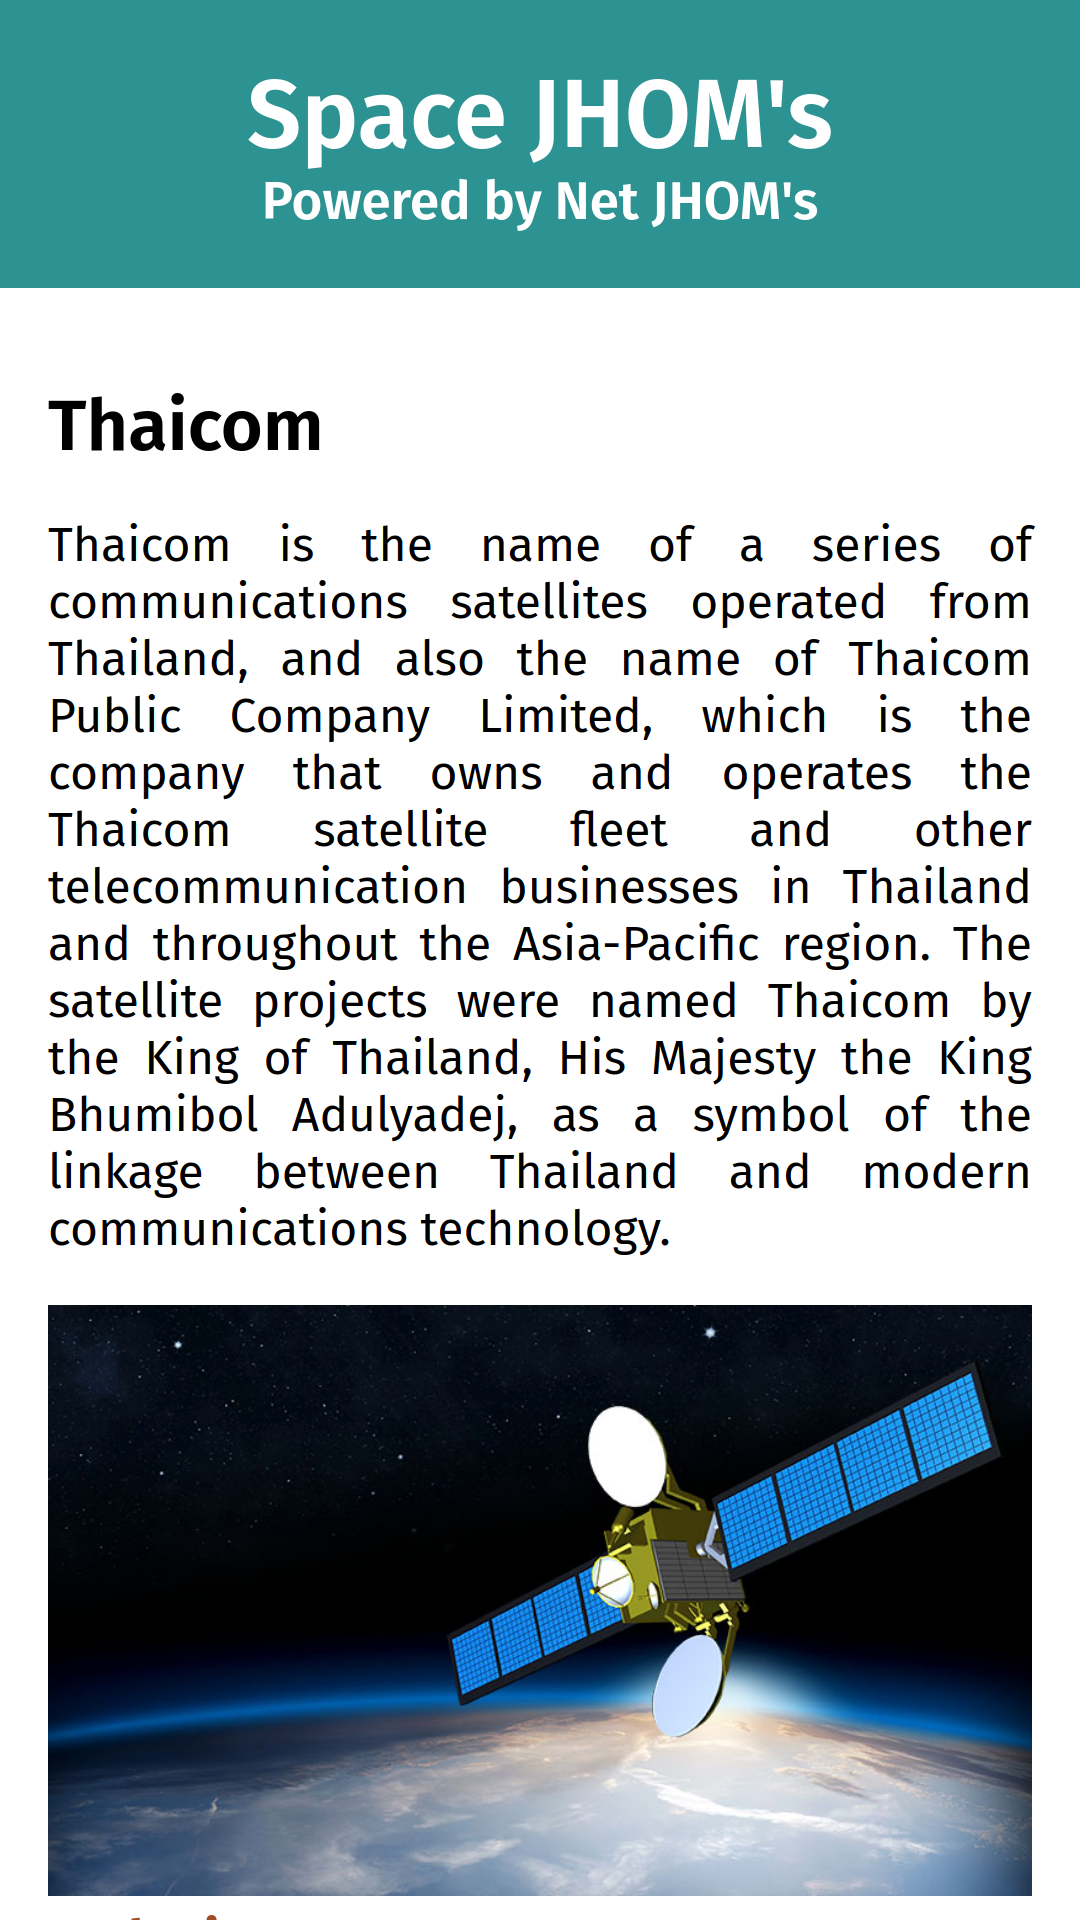 Space JHOM's
Powered by Net JHOM's
Thaicom
Thaicom is the name of a series of
communications satellites operated from
Thailand, and also the name of Thaicom
Public Company Limited, which is the
company that owns and operates the
Thaicom satellite fleet and other
telecommunication businesses in Thailand
and throughout the Asia-Pacific region. The
satellite projects were named Thaicom by
the King of Thailand, His Majesty the King
Bhumibol Adulyadej, as a symbol of the
linkage between Thailand and modern
communications technology.